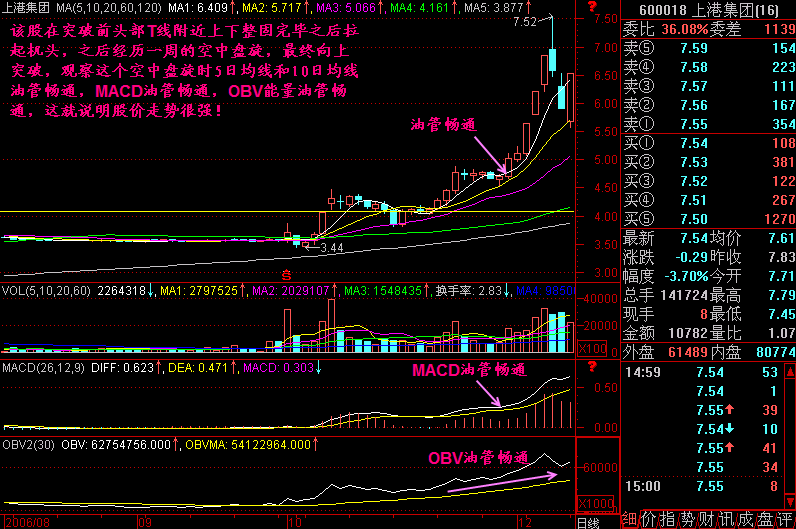 上港集团 MA(5,10,20,60,120) MA1: 6.409↑, MA2: 5.717↑, MA3: 5.066↑, MA4: 4.161↑, MA5: 3.877↑
该股在突破前头部T线附近上下整固完毕之后拉
起机头，之后经历一周的空中盘旋，最终向上
突破，观察这个空中盘旋时5日均线和10日均线
油管畅通，MACD油管畅通，OBV能量油管畅
通，这就说明股价走势很强！
7.52
油管畅通
3.44
?
7.50
7.00
6.50
6.00
5.50
5.00
4.50
4.00
3.50
3.00
VOL(5,10,20,60) 2264318↓, MA1: 2797525↑, MA2: 2029107↑, MA3: 1548435↑, 换手率: 2.83↓,
40000
20000
X100
MACD(26,12,9) DIFF: 0.623↑, DEA: 0.471↑, MACD: 0.303↓
MACD油管畅通
?
0.50
0.00
OBV2(30) OBV: 62754756.000↑, OBVMA: 54122964.000↑
OBV油管畅通
60000
X1000
2006/08 09 10 12 日线
600018 上港集团(16)
委比 36.08% 委差 1139
卖⑤ 7.59 154
卖④ 7.58 223
卖③ 7.57 111
卖② 7.56 167
卖① 7.55 354
买① 7.54 108
买② 7.53 381
买③ 7.52 122
买④ 7.51 267
买⑤ 7.50 1270
最新 7.54 均价 7.61
涨跌 -0.29 昨收 7.83
幅度 -3.70% 今开 7.71
总手 141724 最高 7.79
现手 8 最低 7.45
金额 10782 量比 1.07
外盘 61489 内盘 80774
14:59 7.54 53
7.54 1
7.55↑ 39
7.54↓ 10
7.55↑ 41
7.55 34
15:00 7.55 8
细 价 指 势 财 讯 成 盘 评